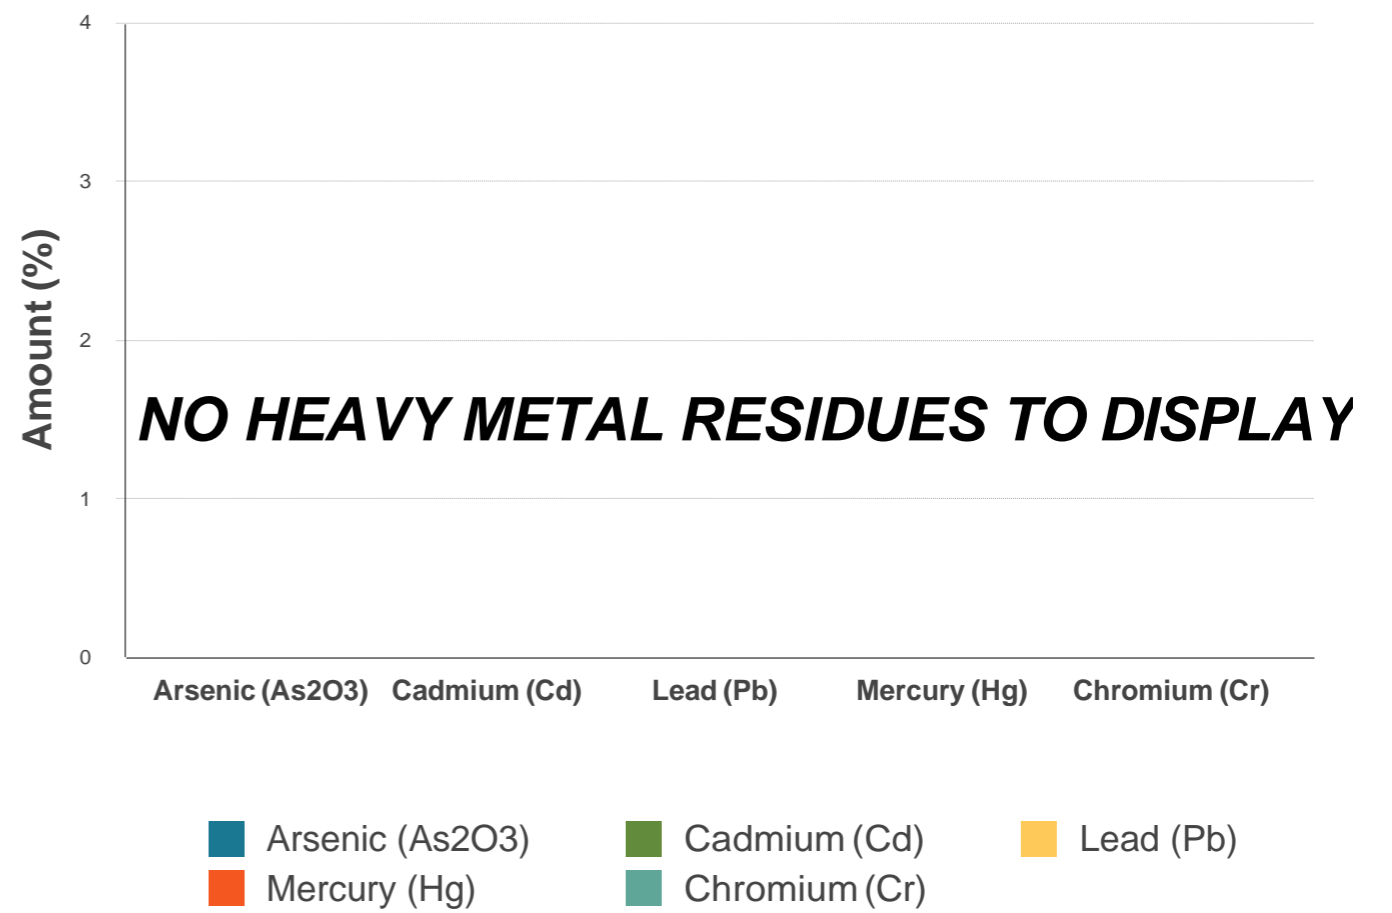 4
3
2
1
0
Amount (%)
NO HEAVY METAL RESIDUES TO DISPLAY
Arsenic (As2O3) Cadmium (Cd) Lead (Pb) Mercury (Hg) Chromium (Cr)
Arsenic (As2O3) Cadmium (Cd) Lead (Pb)
Mercury (Hg) Chromium (Cr)